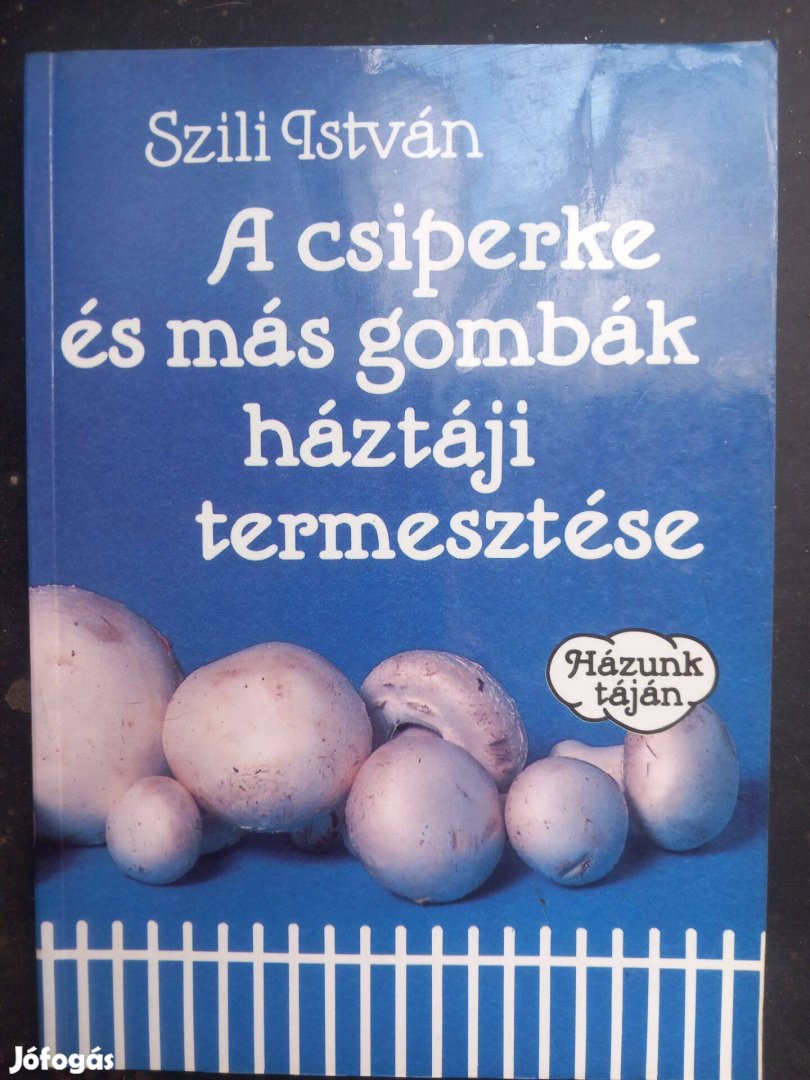 Szili István
A csiperke
és más gombák
háztáji
termesztése
Házunk
táján
Jófogás